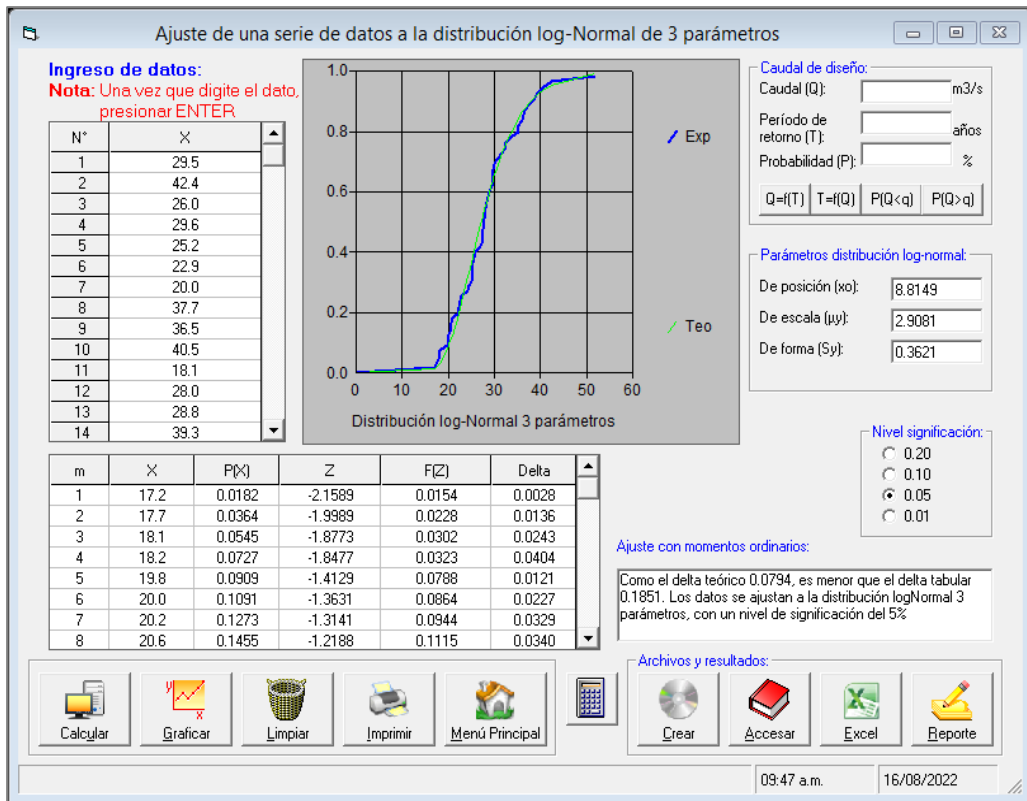 Ajuste de una serie de datos a la distribución log-Normal de 3 parámetros
Ingreso de datos:
Nota: Una vez que digite el dato,
presionar ENTER
N° X
1 29.5
2 42.4
3 26.0
4 29.6
5 25.2
6 22.9
7 20.0
8 37.7
9 36.5
10 40.5
11 18.1
12 28.0
13 28.8
14 39.3
1.0
0.8
0.6
0.4
0.2
0.0
0 10 20 30 40 50 60
Exp
Teo
Distribución log-Normal 3 parámetros
Caudal de diseño:
Caudal (Q): m3/s
Período de
retorno (T): años
Probabilidad (P): %
Q=f(T) T=f(Q) P(Q<q) P(Q>q)
Parámetros distribución log-normal:
De posición (xo): 8.8149
De escala (µy): 2.9081
De forma (Sy): 0.3621
Nivel significación:
0.20
0.10
0.05
0.01
m X P(X) Z F(Z) Delta
1 17.2 0.0182 -2.1589 0.0154 0.0028
2 17.7 0.0364 -1.9989 0.0228 0.0136
3 18.1 0.0545 -1.8773 0.0302 0.0243
4 18.2 0.0727 -1.8477 0.0323 0.0404
5 19.8 0.0909 -1.4129 0.0788 0.0121
6 20.0 0.1091 -1.3631 0.0864 0.0227
7 20.2 0.1273 -1.3141 0.0944 0.0329
8 20.6 0.1455 -1.2188 0.1115 0.0340
Ajuste con momentos ordinarios:
Como el delta teórico 0.0794, es menor que el delta tabular
0.1851. Los datos se ajustan a la distribución logNormal 3
parámetros, con un nivel de significación del 5%
Calcular Graficar Limpiar Imprimir Menú Principal
Archivos y resultados:
Crear Accesar Excel Reporte
09:47 a.m. 16/08/2022